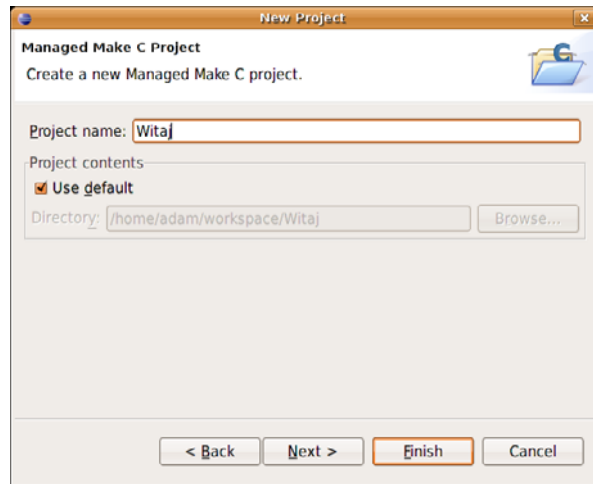 New Project
Managed Make C Project
Create a new Managed Make C project.
C
Project name: Witaj
Project contents
Use default
Directory: /home/adam/workspace/Witaj Browse...
< Back Next > Finish Cancel